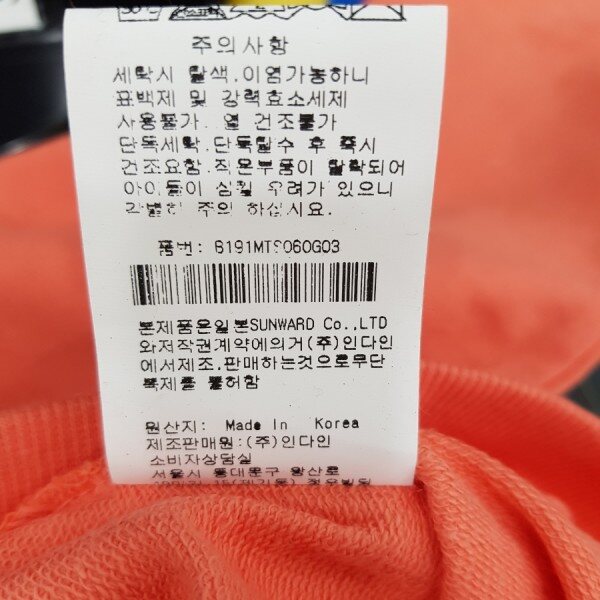 주의사항
세탁시 탈색.이염가능하니
표백제 및 강력효소세제
사용불가. 열 건조불가
단독세탁.단독탈수 후 즉시
건조요함.작은부품이 탈락되어
아이들이 삼킬 우려가 있으니
각별히 주의 하십시요.
품번: B191MTS060G03
본제품은일본SUNWARD Co.,LTD
와저작권계약에의거(주)인다인
에서제조.판매하는것으로무단
복제를 불허함
원산지: Made In Korea
제조판매원:(주)인다인
소비자상담실
서울시 동대문구 왕산로